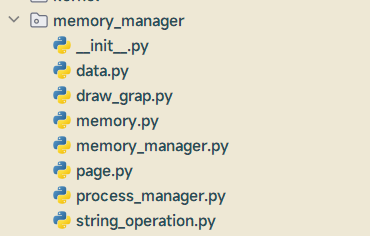 memory_manager
__init__.py
data.py
draw_grap.py
memory.py
memory_manager.py
page.py
process_manager.py
string_operation.py